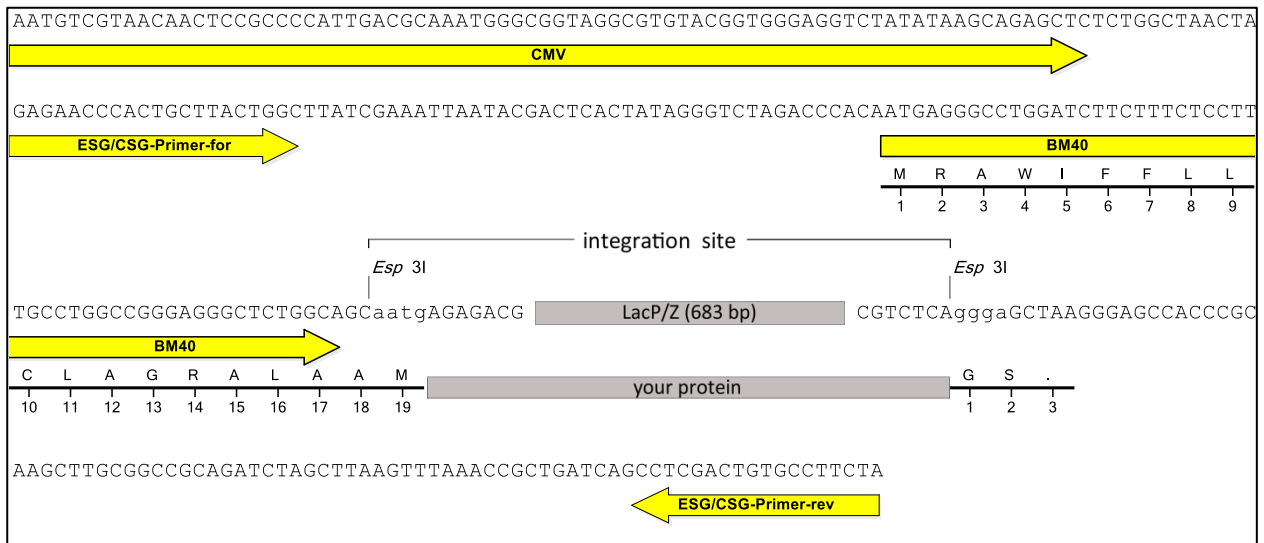 AATGTCGTAACAACTCCGCCCCATTGACGCAAATGGGCGGTAGGCGTGTACGGTGGGAGGTCTATATAAGCAGAGCTCTCTGGCTAACTA
CMV
GAGAACCCACTGCTTACTGGCTTATCGAAATTAATACGACTCACTATAGGGTCTAGACCCACAATGAGGGCCTGGATCTTCTTTCTCCTT
ESG/CSG-Primer-for BM40
M R A W I F F L L
1 2 3 4 5 6 7 8 9
integration site
Esp 3I Esp 3I
TGCCTGGCCGGGAGGGCTCTGGCAGCaatgAGAGACG LacP/Z (683 bp) CGTCTCAgggaGCTAAGGGAGCCACCCGC
BM40
C L A G R A L A A M your protein G S .
10 11 12 13 14 15 16 17 18 19 1 2 3
AAGCTTGCGGCCGCAGATCTAGCTTAAGTTTAAACCGCTGATCAGCCTCGACTGTGCCTTCTA
ESG/CSG-Primer-rev